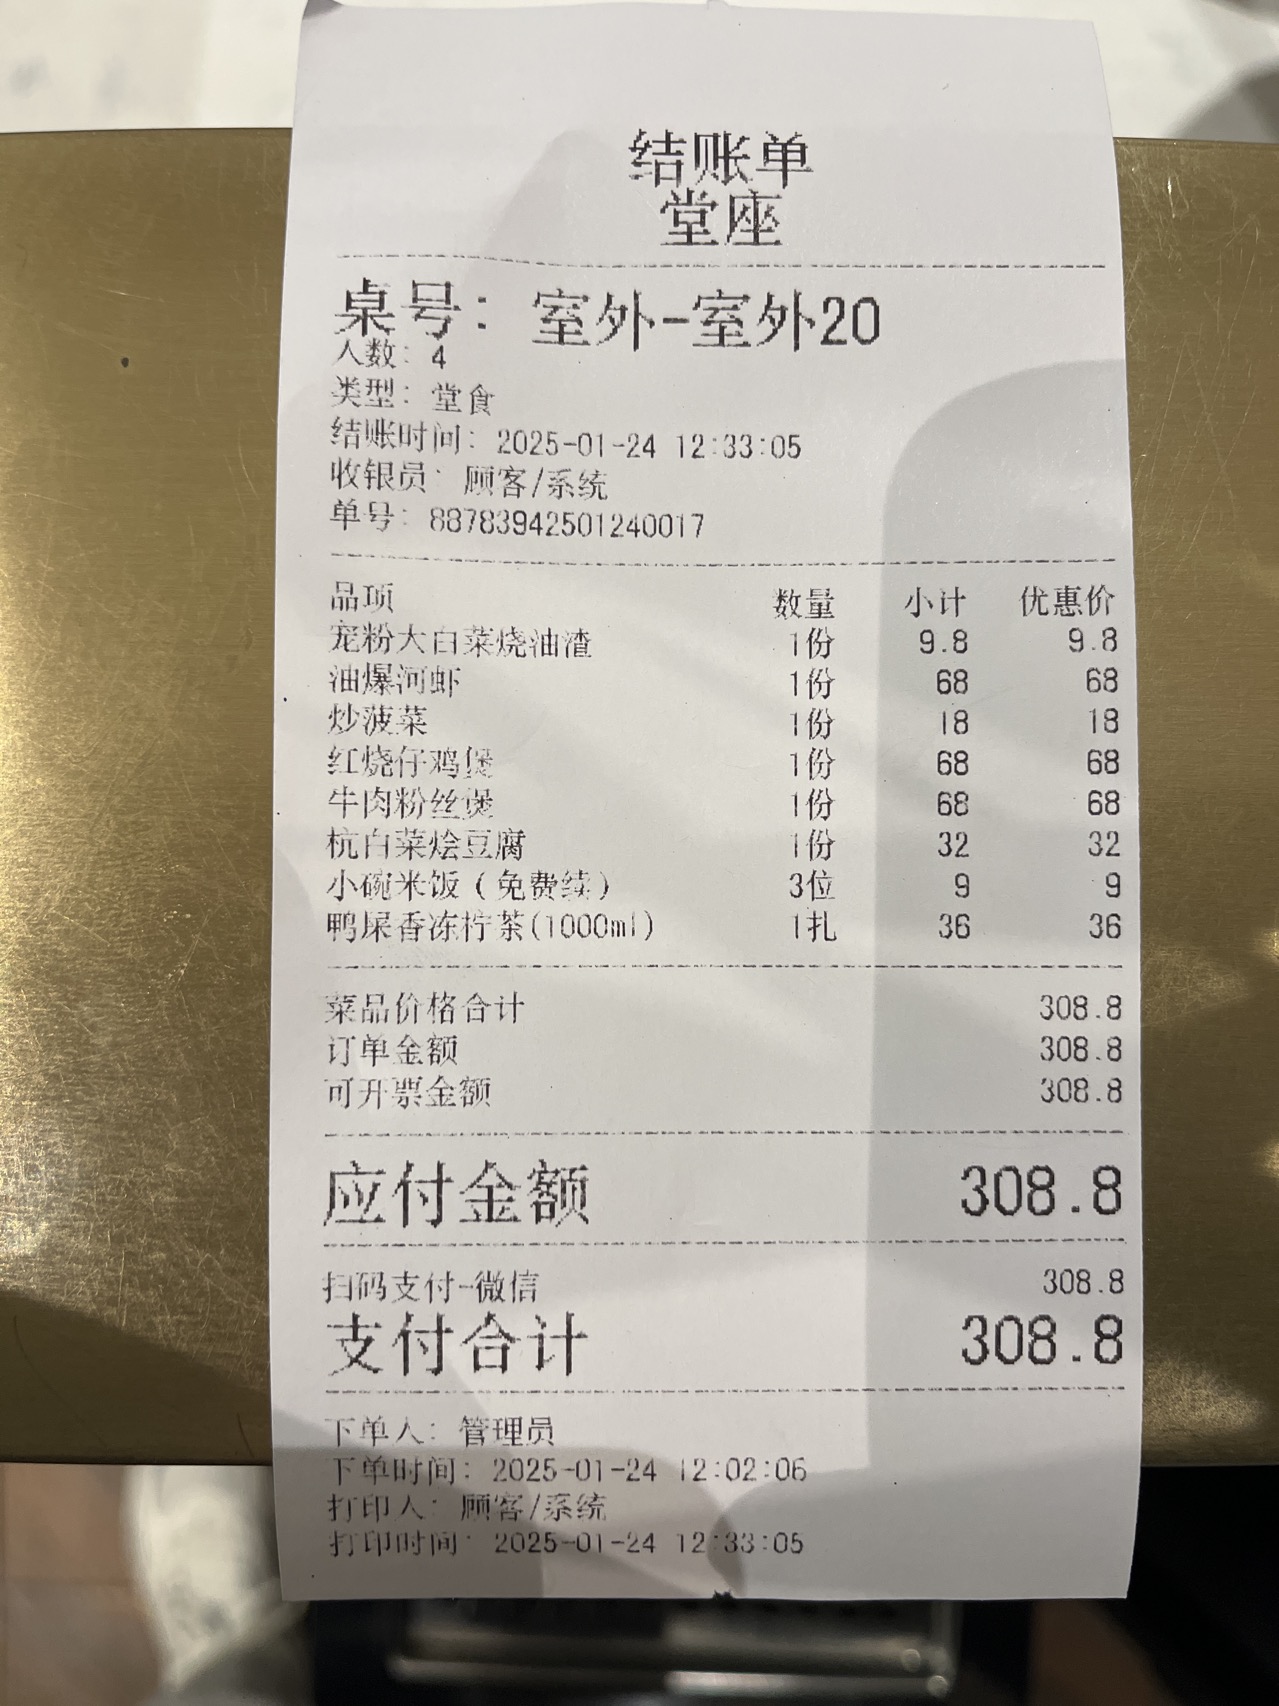 结账单
堂座
桌号: 室外-室外20
人数: 4
类型: 堂食
结账时间: 2025-01-24 12:33:05
收银员: 顾客/系统
单号: 88783942501240017
品项 数量 小计 优惠价
宠粉大白菜烧油渣 1份 9.8 9.8
油爆河虾 1份 68 68
炒菠菜 1份 18 18
红烧仔鸡煲 1份 68 68
牛肉粉丝煲 1份 68 68
杭白菜烩豆腐 1份 32 32
小碗米饭(免费续) 3位 9 9
鸭屎香冻柠茶(1000ml) 1扎 36 36
菜品价格合计 308.8
订单金额 308.8
可开票金额 308.8
应付金额 308.8
扫码支付-微信 308.8
支付合计 308.8
下单人: 管理员
下单时间: 2025-01-24 12:02:06
打印人: 顾客/系统
打印时间: 2025-01-24 12:33:05